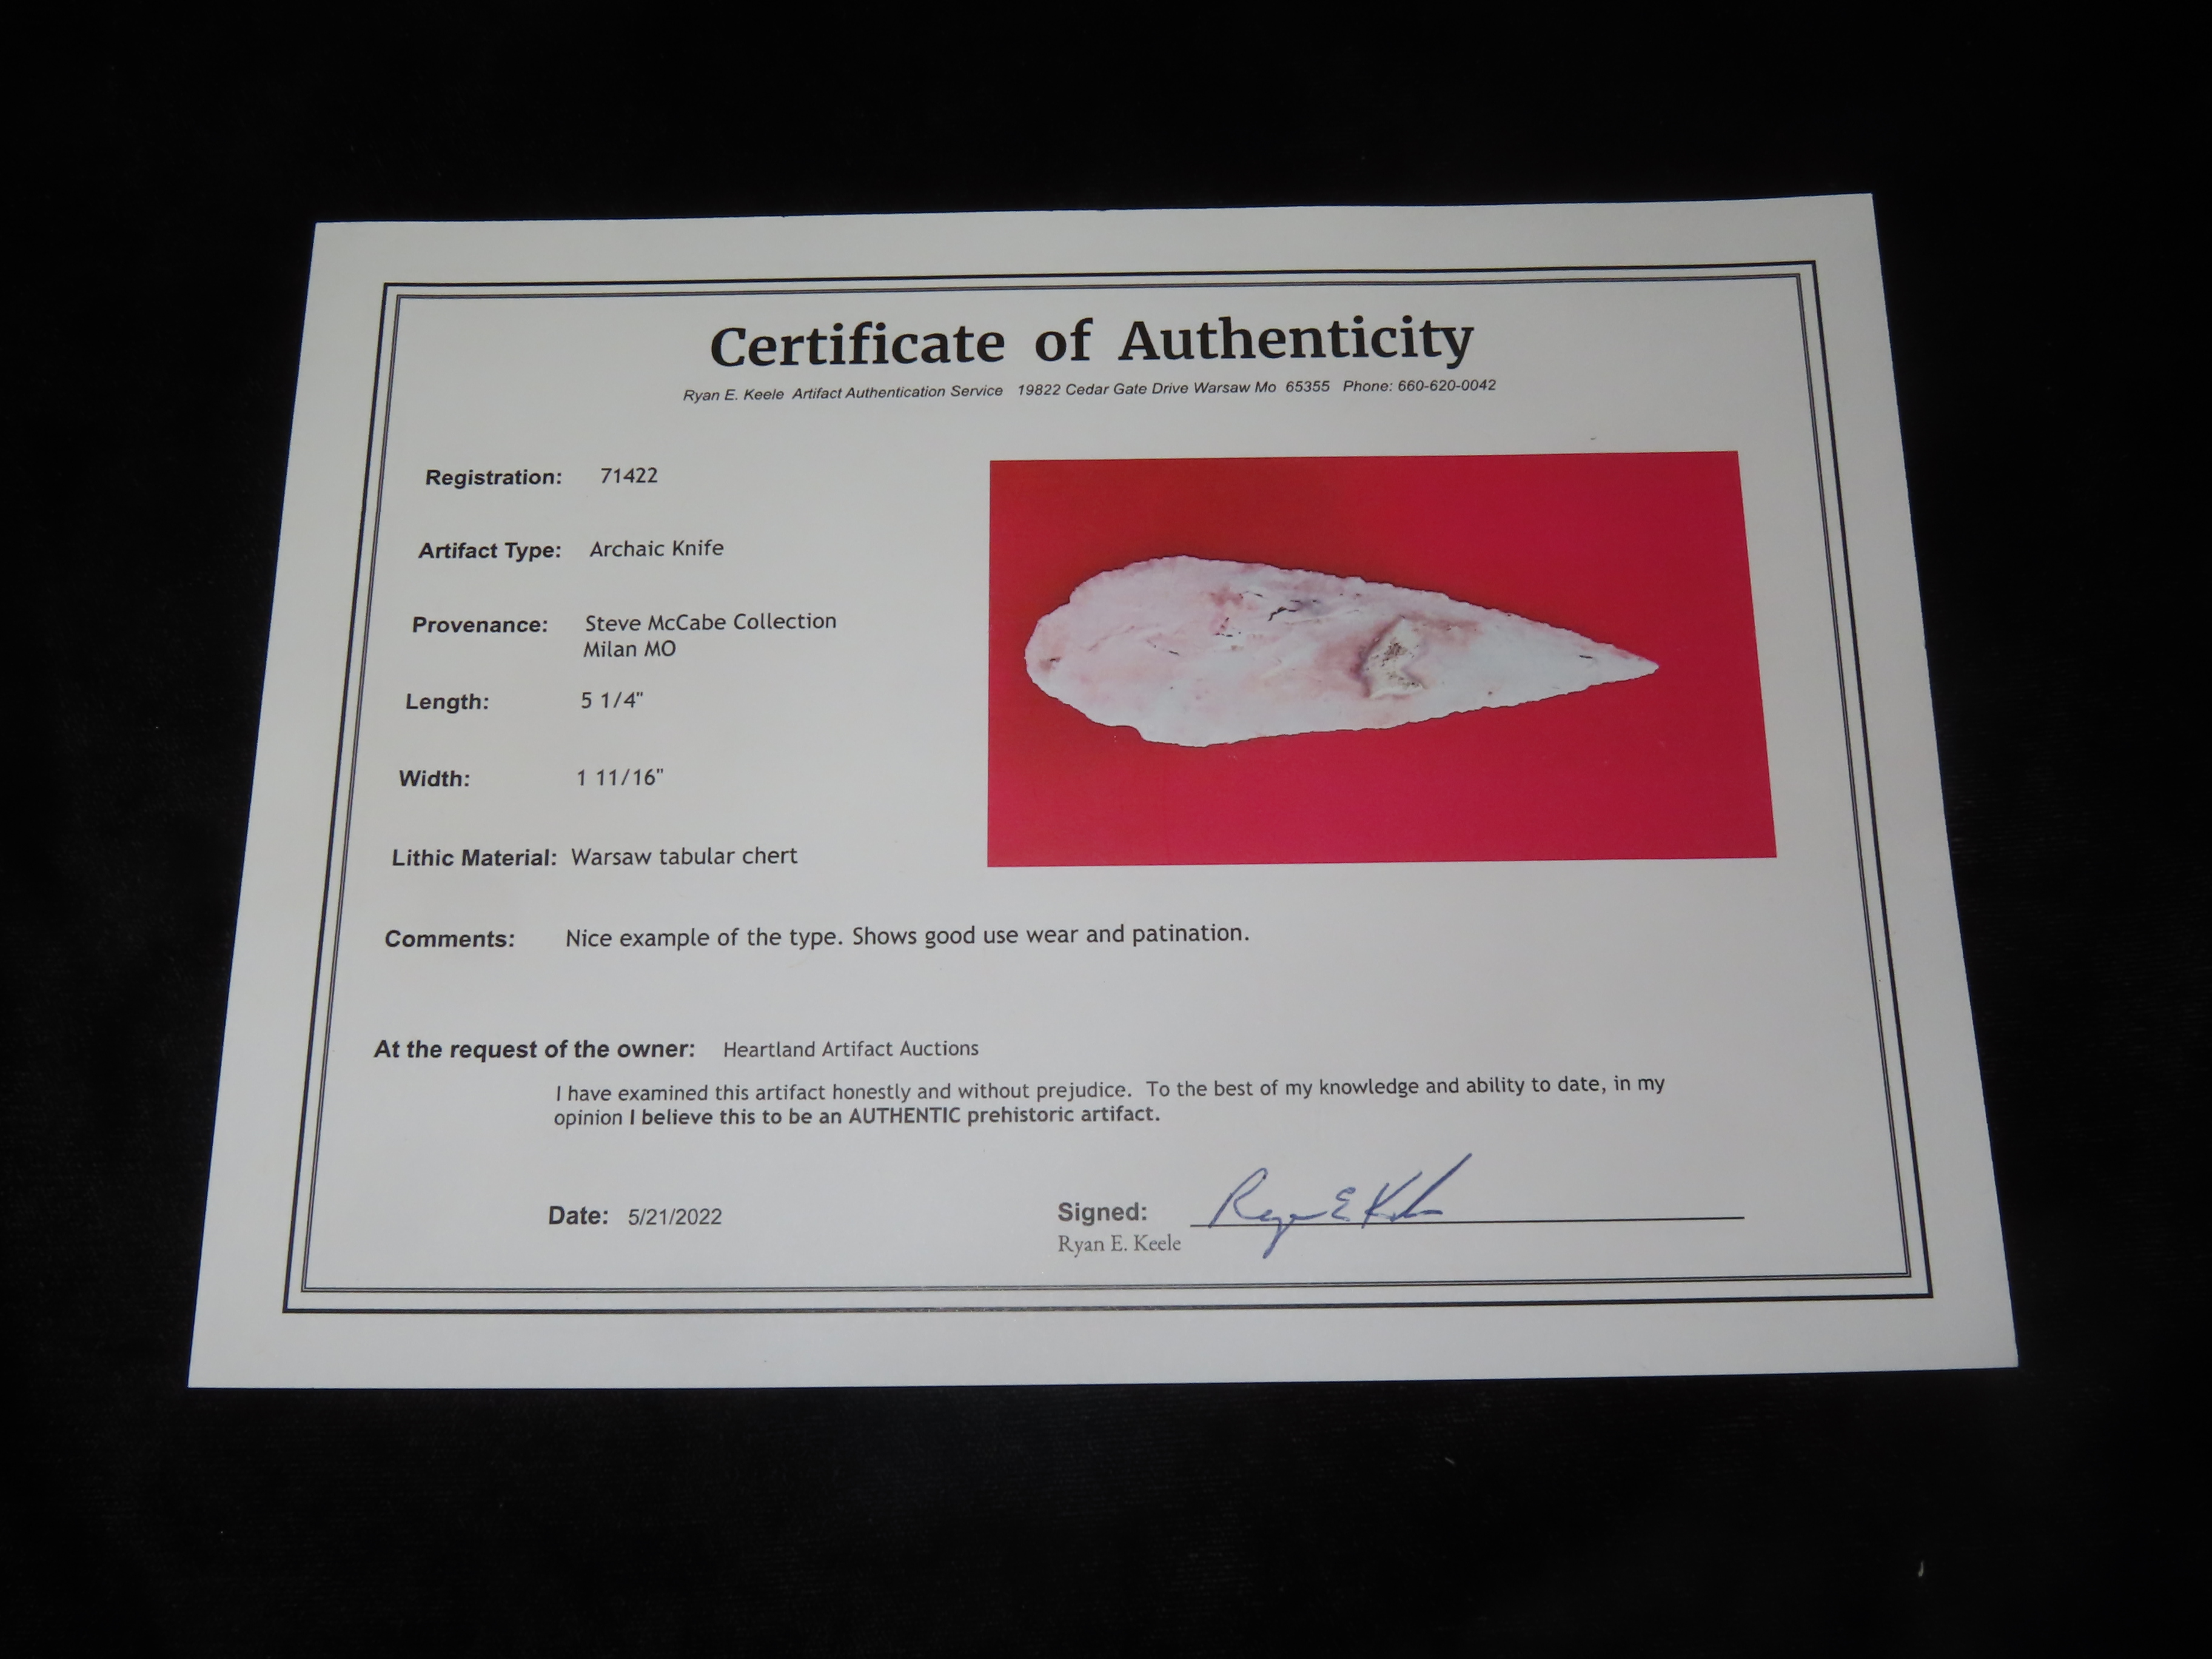 Certificate of Authenticity
Ryan E. Keele Artifact Authentication Service 19822 Cedar Gate Drive Warsaw Mo 65355 Phone: 660-620-0042
Registration: 71422
Artifact Type: Archaic Knife
Provenance: Steve McCabe Collection
Milan MO
Length: 5 1/4"
Width: 1 11/16"
Lithic Material: Warsaw tabular chert
Comments: Nice example of the type. Shows good use wear and patination.
At the request of the owner: Heartland Artifact Auctions
I have examined this artifact honestly and without prejudice. To the best of my knowledge and ability to date, in my
opinion I believe this to be an AUTHENTIC prehistoric artifact.
Date: 5/21/2022
Signed: Ryan E Keele
Ryan E. Keele